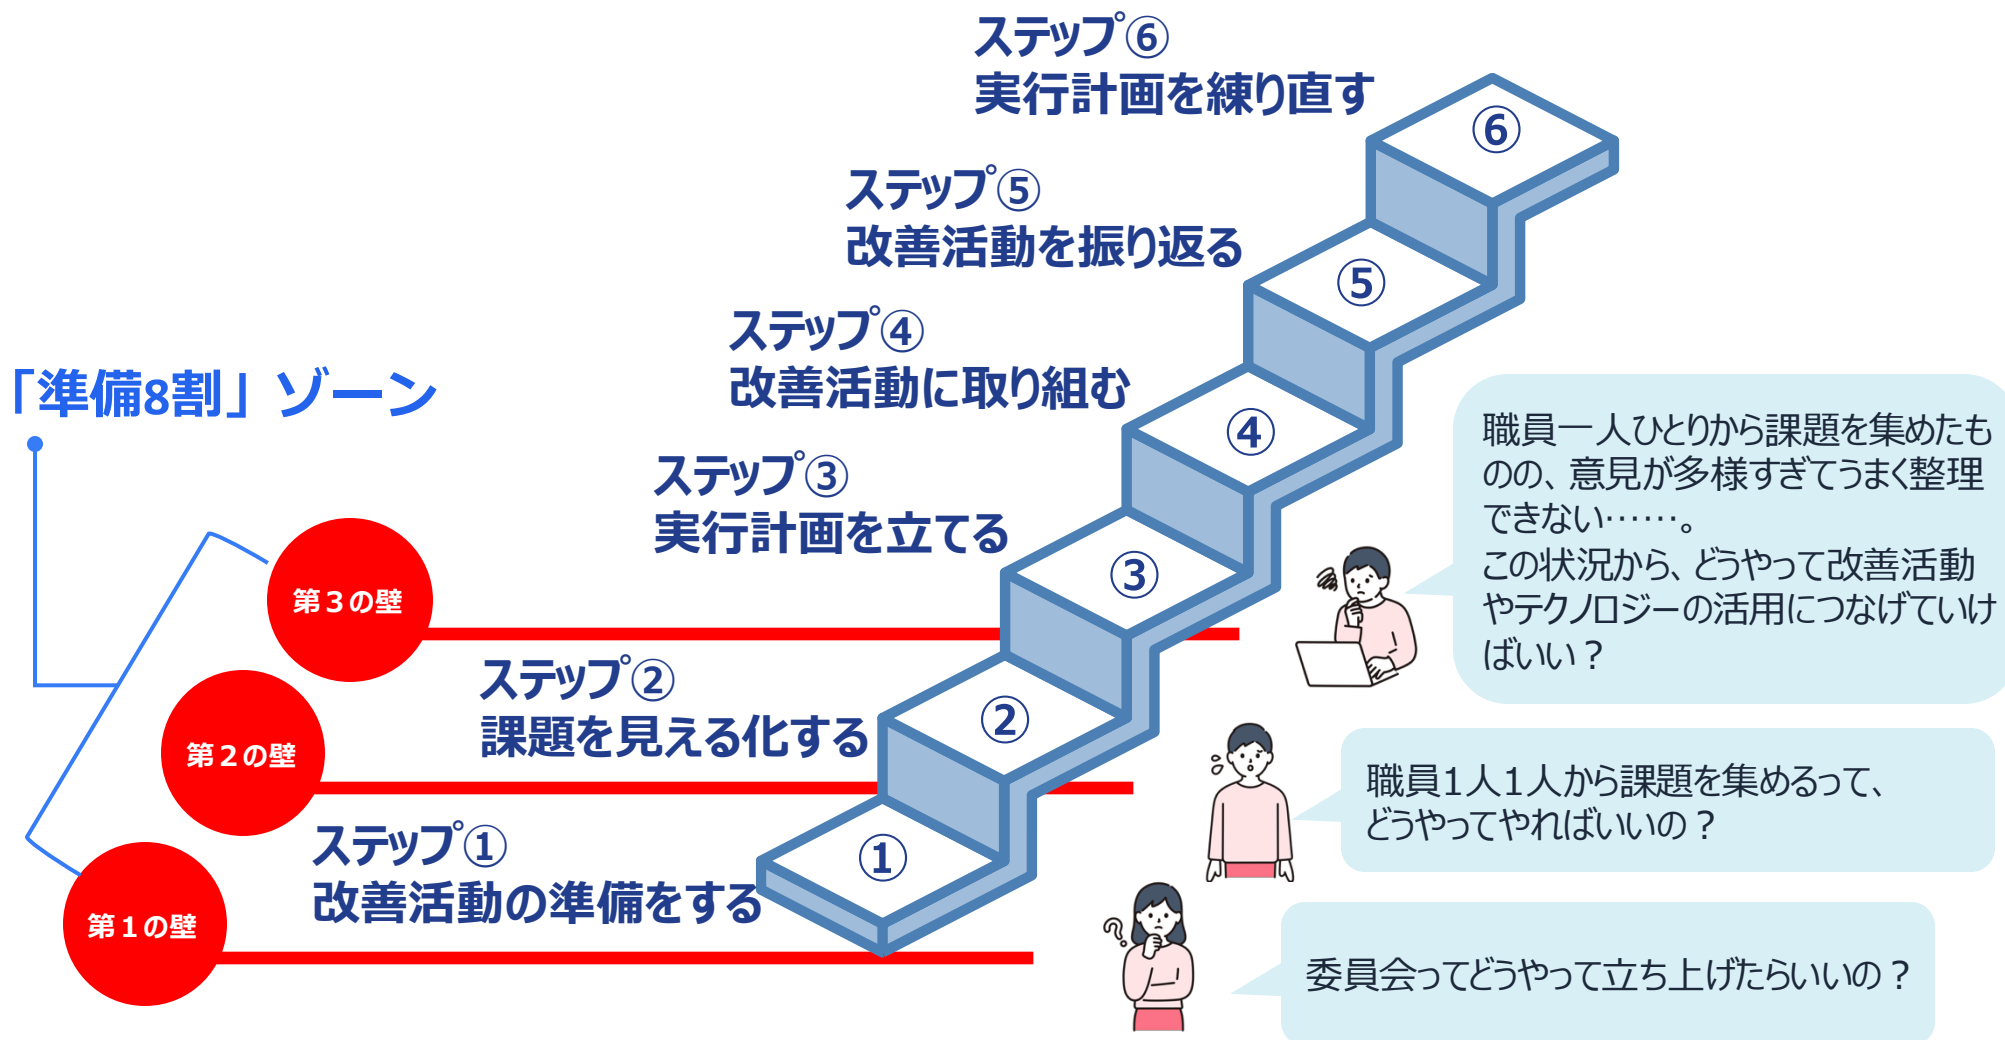 ステップ⑥
実行計画を練り直す
⑥
ステップ⑤
改善活動を振り返る
⑤
ステップ④
改善活動に取り組む
④
「準備8割」ゾーン
ステップ③
実行計画を立てる
③
職員一人ひとりから課題を集めたも
のの、意見が多様すぎてうまく整理
できない……。
この状況から、どうやって改善活動
やテクノロジーの活用につなげていけ
ばいい？
第３の壁
ステップ②
課題を見える化する
②
第２の壁
職員1人1人から課題を集めるって、
どうやってやればいいの？
ステップ①
改善活動の準備をする
①
第１の壁
委員会ってどうやって立ち上げたらいいの？